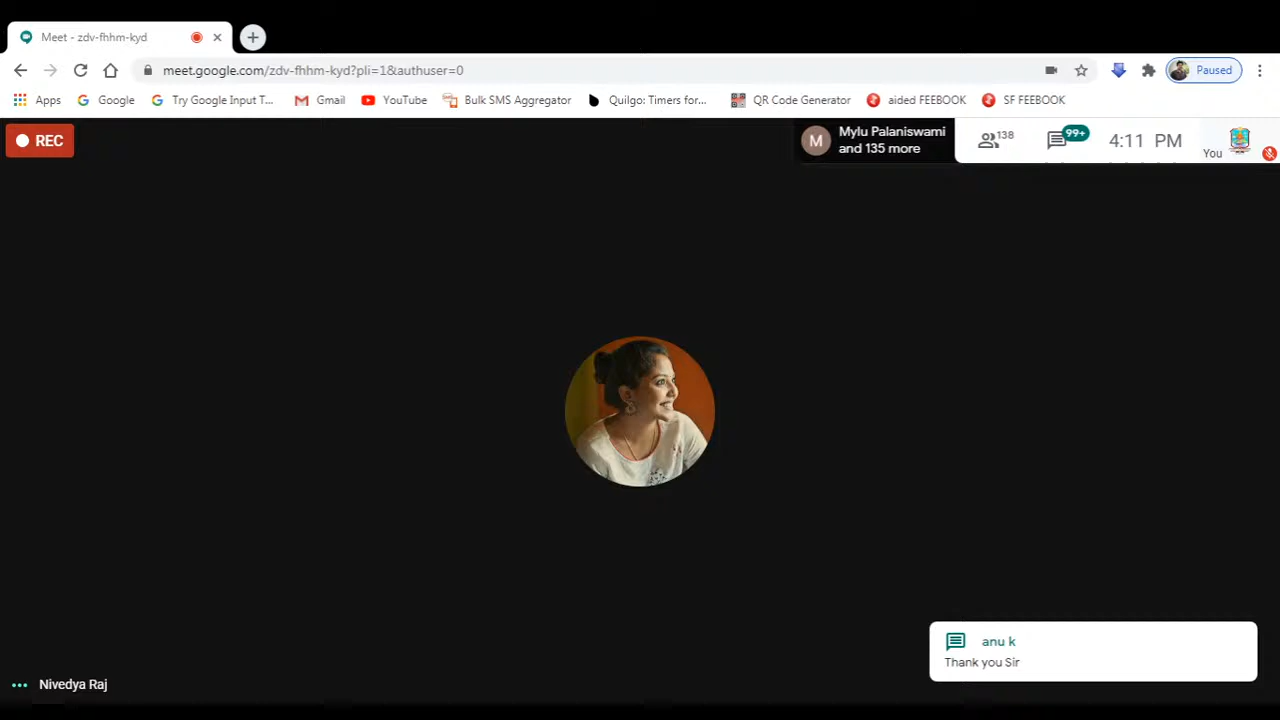 Meet - zdv-fhhm-kyd
meet.google.com/zdv-fhhm-kyd?pli=1&authuser=0
Paused
Apps
Google
Try Google Input T...
Gmail
YouTube
Bulk SMS Aggregator
Quilgo: Timers for...
QR Code Generator
aided FEEBOOK
SF FEEBOOK
REC
M
Mylu Palaniswami
and 135 more
138
99+
4:11 PM
You
anu k
Thank you Sir
Nivedya Raj